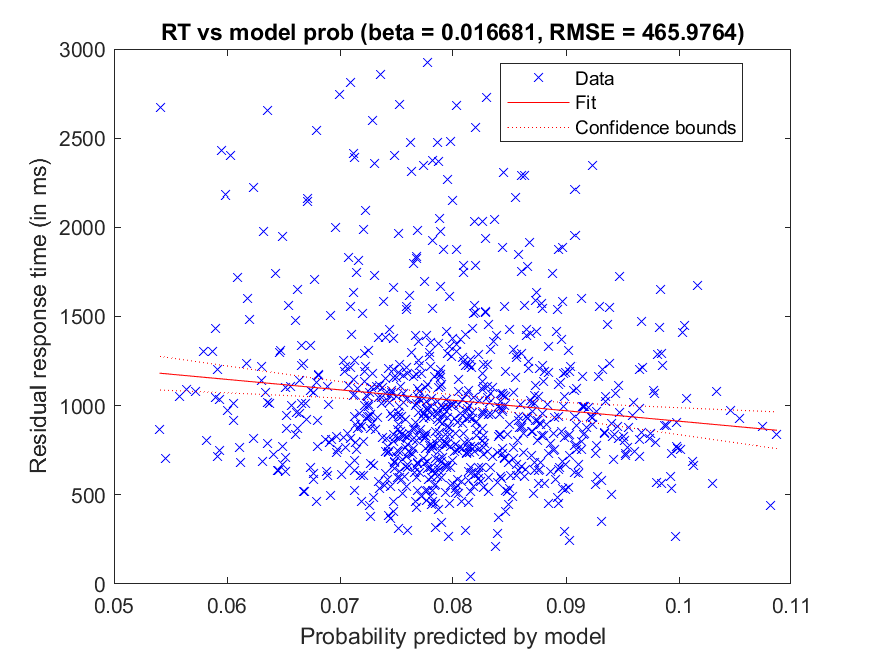 RT vs model prob (beta = 0.016681, RMSE = 465.9764)
3000
2500
2000
1500
1000
500
0
Residual response time (in ms)
Data
Fit
Confidence bounds
0.05 0.06 0.07 0.08 0.09 0.1 0.11
Probability predicted by model